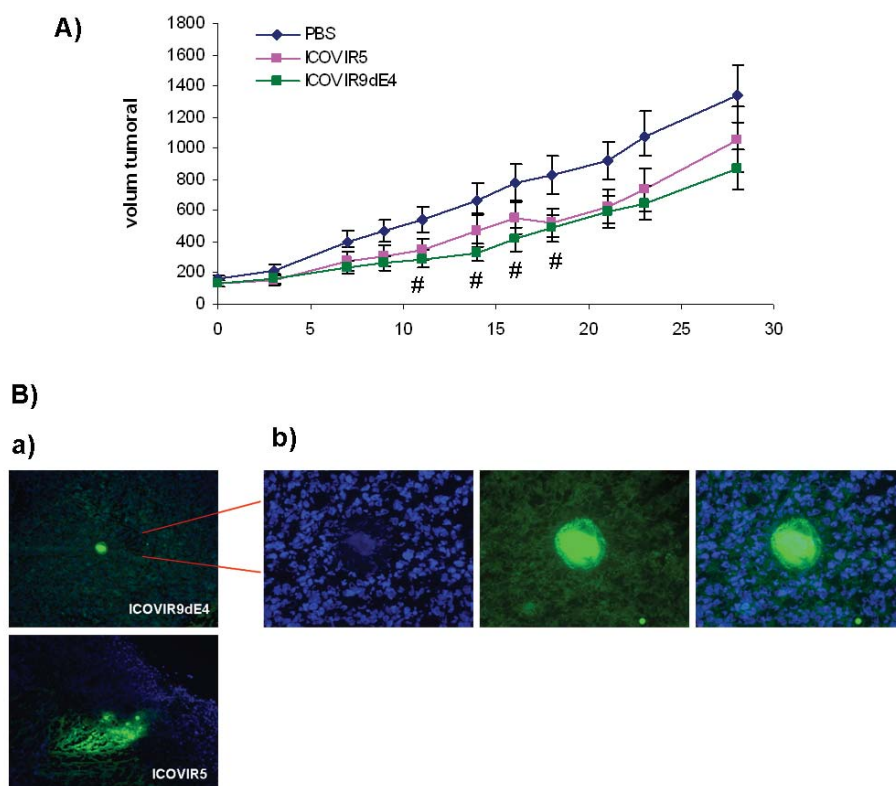 A)
1800
1600
1400
1200
1000
800
600
400
200
0
volum tumoral
PBS
ICOVIR5
ICOVIR9dE4
# # # #
0 5 10 15 20 25 30
B)
a) b)
ICOVIR9dE4
ICOVIR5